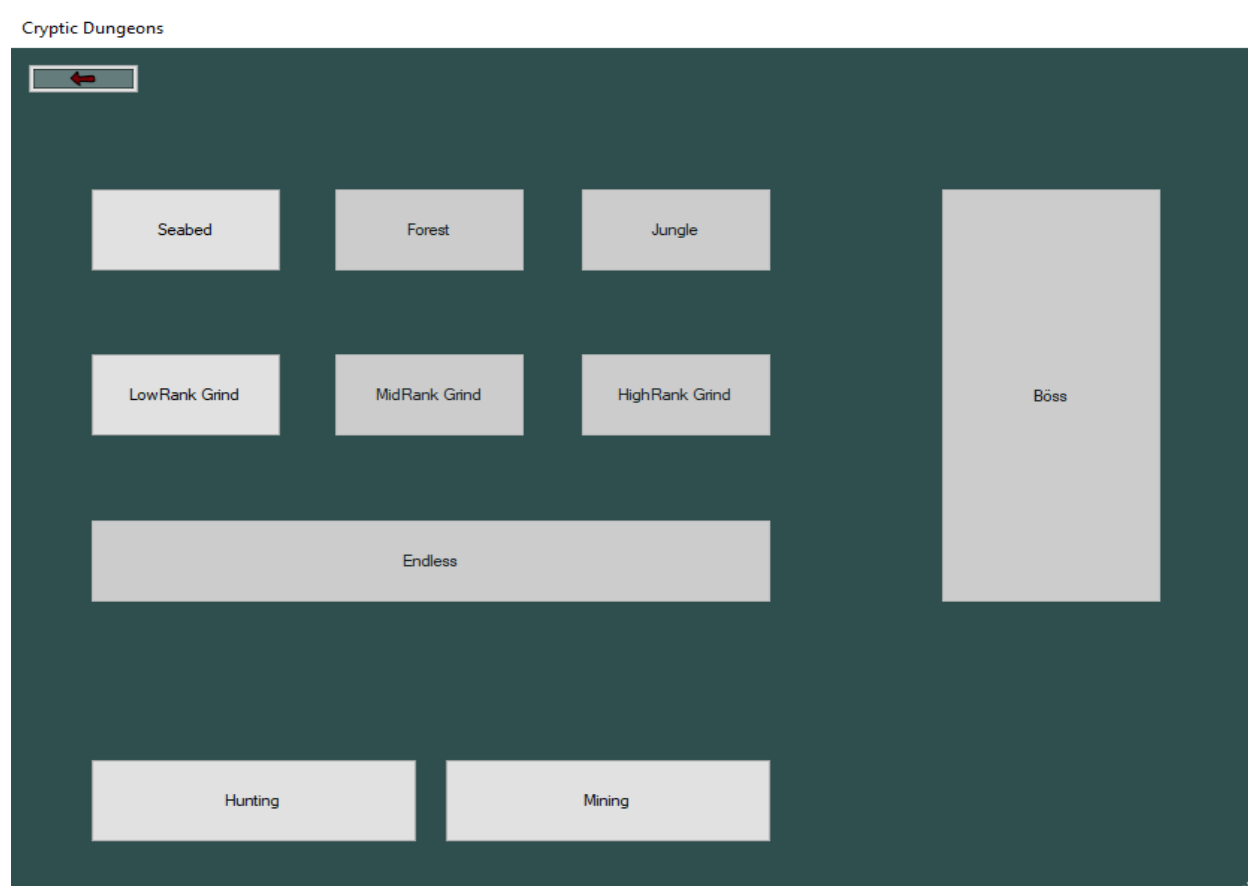 Cryptic Dungeons
Seabed
Forest
Jungle
LowRank Grind
MidRank Grind
HighRank Grind
Böss
Endless
Hunting
Mining